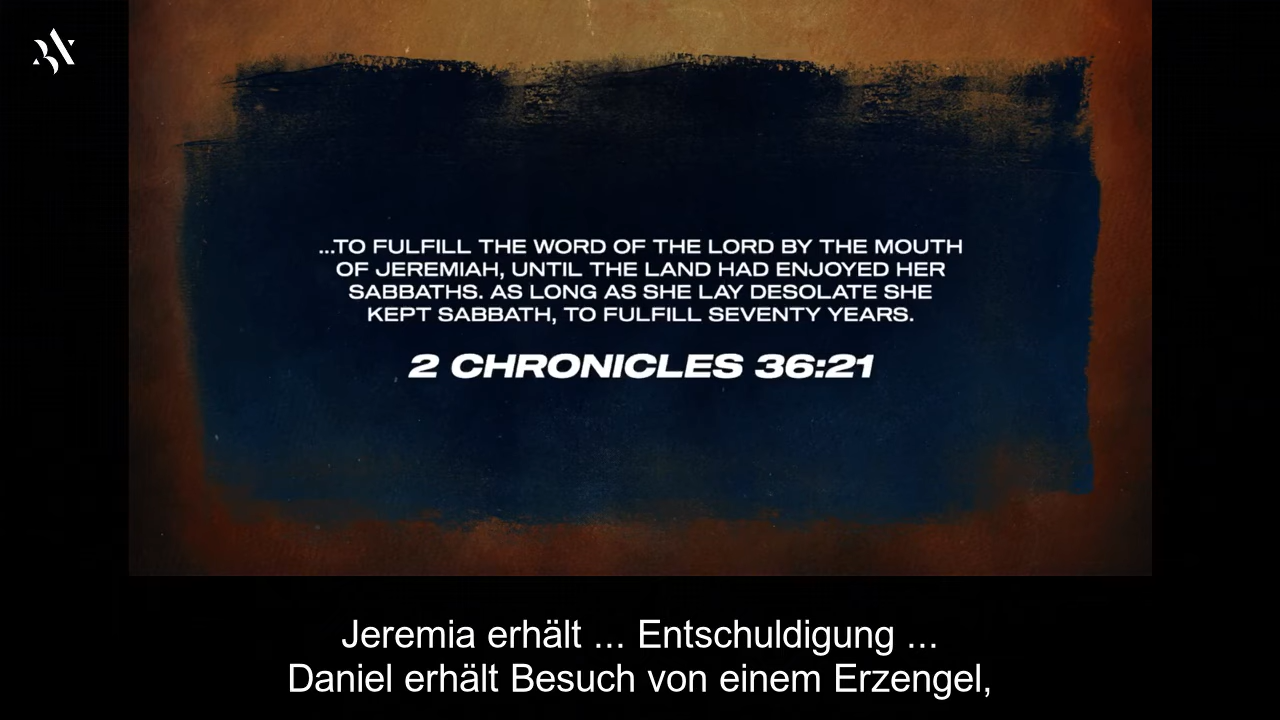 ...TO FULFILL THE WORD OF THE LORD BY THE MOUTH
OF JEREMIAH, UNTIL THE LAND HAD ENJOYED HER
SABBATHS. AS LONG AS SHE LAY DESOLATE SHE
KEPT SABBATH, TO FULFILL SEVENTY YEARS.
2 CHRONICLES 36:21
Jeremia erhält ... Entschuldigung ...
Daniel erhält Besuch von einem Erzengel,